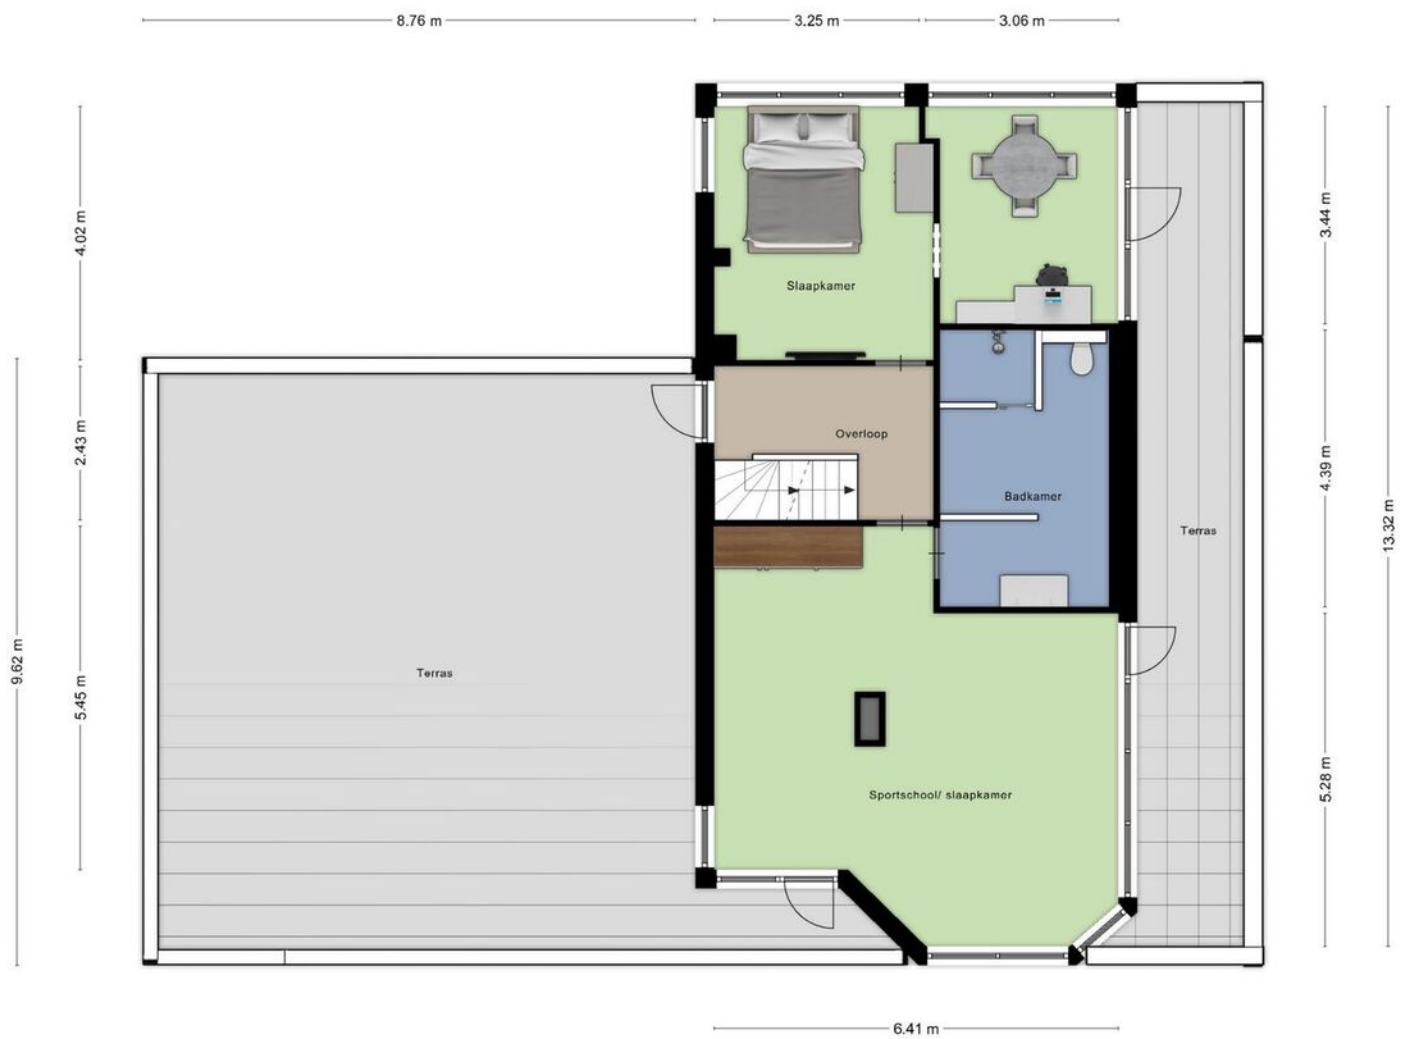 8.76 m
3.25 m
3.06 m
4.02 m
3.44 m
Slaapkamer
2.43 m
Overloop
4.39 m
Badkamer
13.32 m
Terras
9.62 m
Terras
5.45 m
5.28 m
Sportschool/ slaapkamer
6.41 m